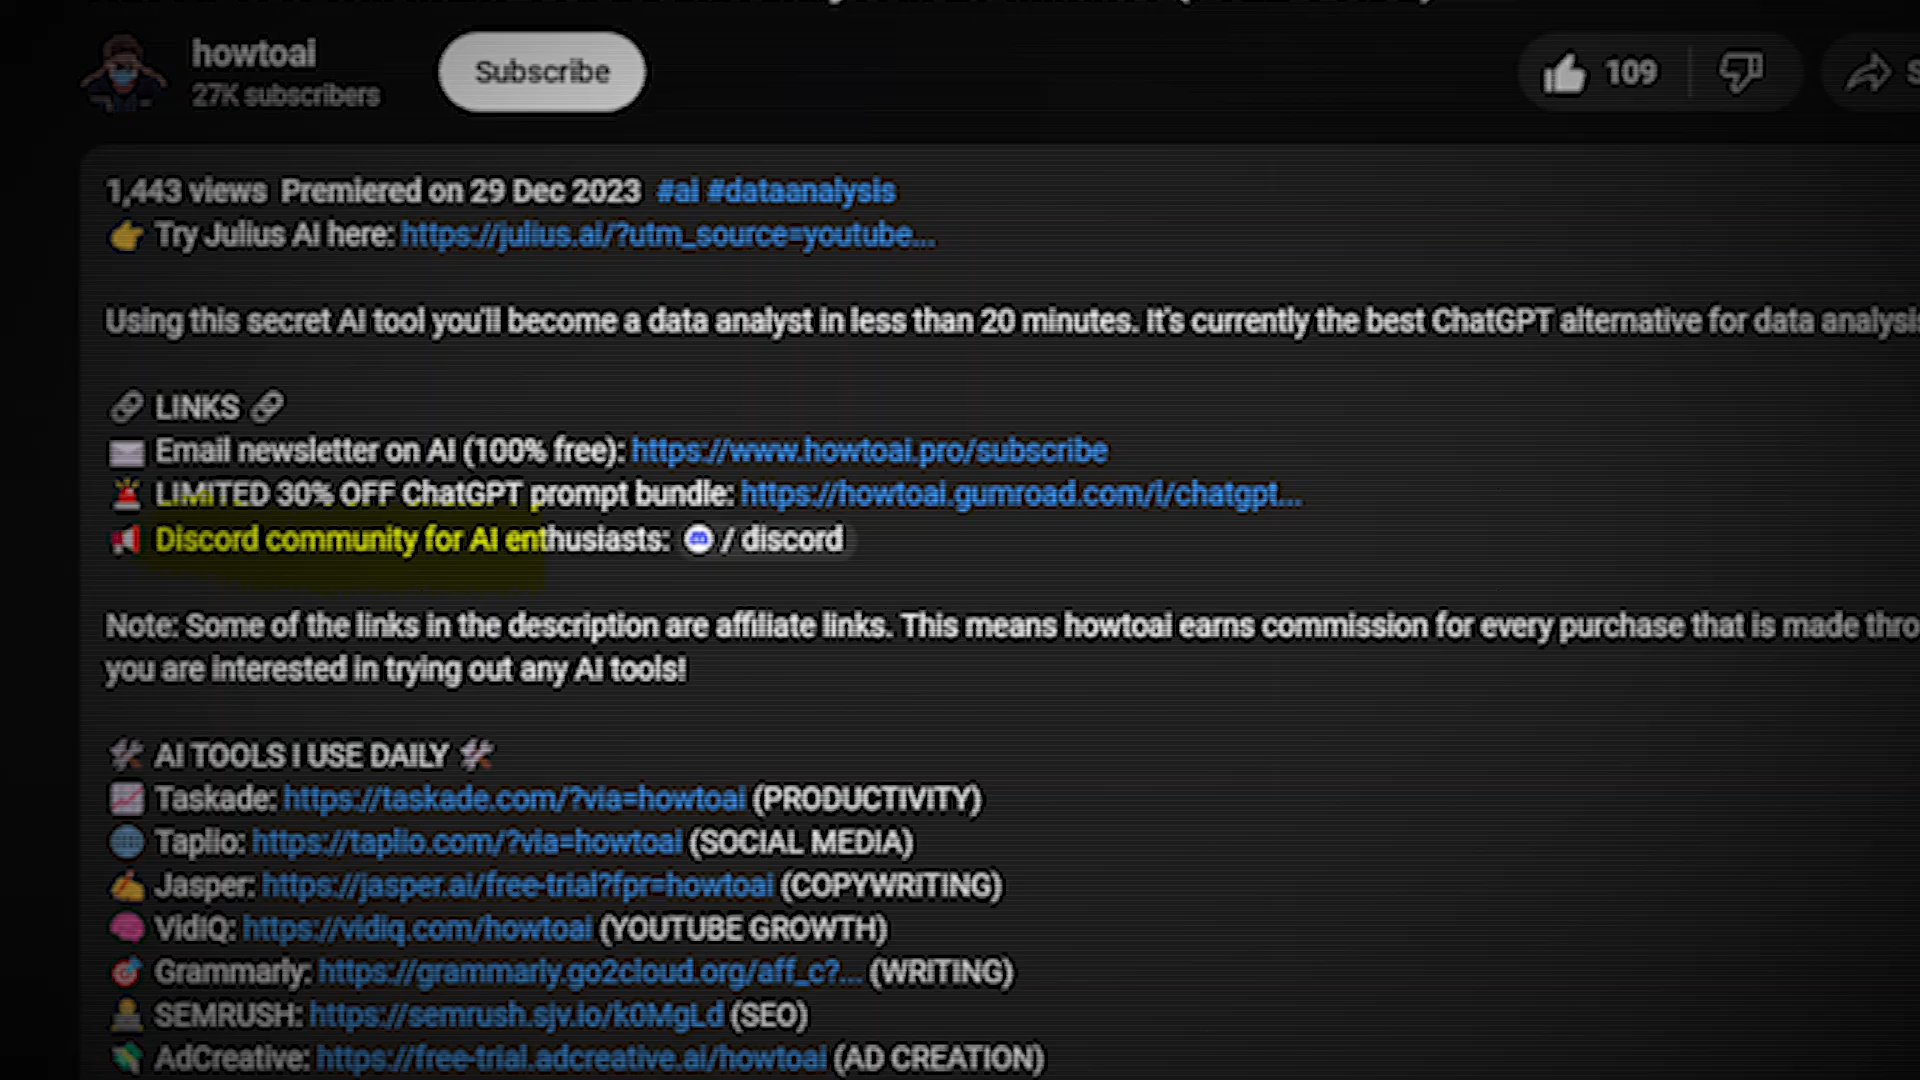 howtoai
27K subscribers
Subscribe
109
1,443 views Premiered on 29 Dec 2023 #ai #dataanalysis
👉 Try Julius AI here: https://julius.ai/?utm_source=youtube...
Using this secret AI tool you'll become a data analyst in less than 20 minutes. It's currently the best ChatGPT alternative for data analysis
🔗 LINKS 🔗
✉️ Email newsletter on AI (100% free): https://www.howtoai.pro/subscribe
🚨 LIMITED 30% OFF ChatGPT prompt bundle: https://howtoai.gumroad.com/l/chatgpt...
📢 Discord community for AI enthusiasts: / discord
Note: Some of the links in the description are affiliate links. This means howtoai earns commission for every purchase that is made thro
you are interested in trying out any AI tools!
🛠 AI TOOLS I USE DAILY 🛠
📈 Taskade: https://taskade.com/?via=howtoai (PRODUCTIVITY)
🌐 Taplio: https://taplio.com/?via=howtoai (SOCIAL MEDIA)
✍️ Jasper: https://jasper.ai/free-trial?fpr=howtoai (COPYWRITING)
🧠 VidIQ: https://vidiq.com/howtoai (YOUTUBE GROWTH)
🎯 Grammarly: https://grammarly.go2cloud.org/aff_c?... (WRITING)
👨‍💻 SEMRUSH: https://semrush.sjv.io/k0MgLd (SEO)
💸 AdCreative: https://free-trial.adcreative.ai/howtoai (AD CREATION)